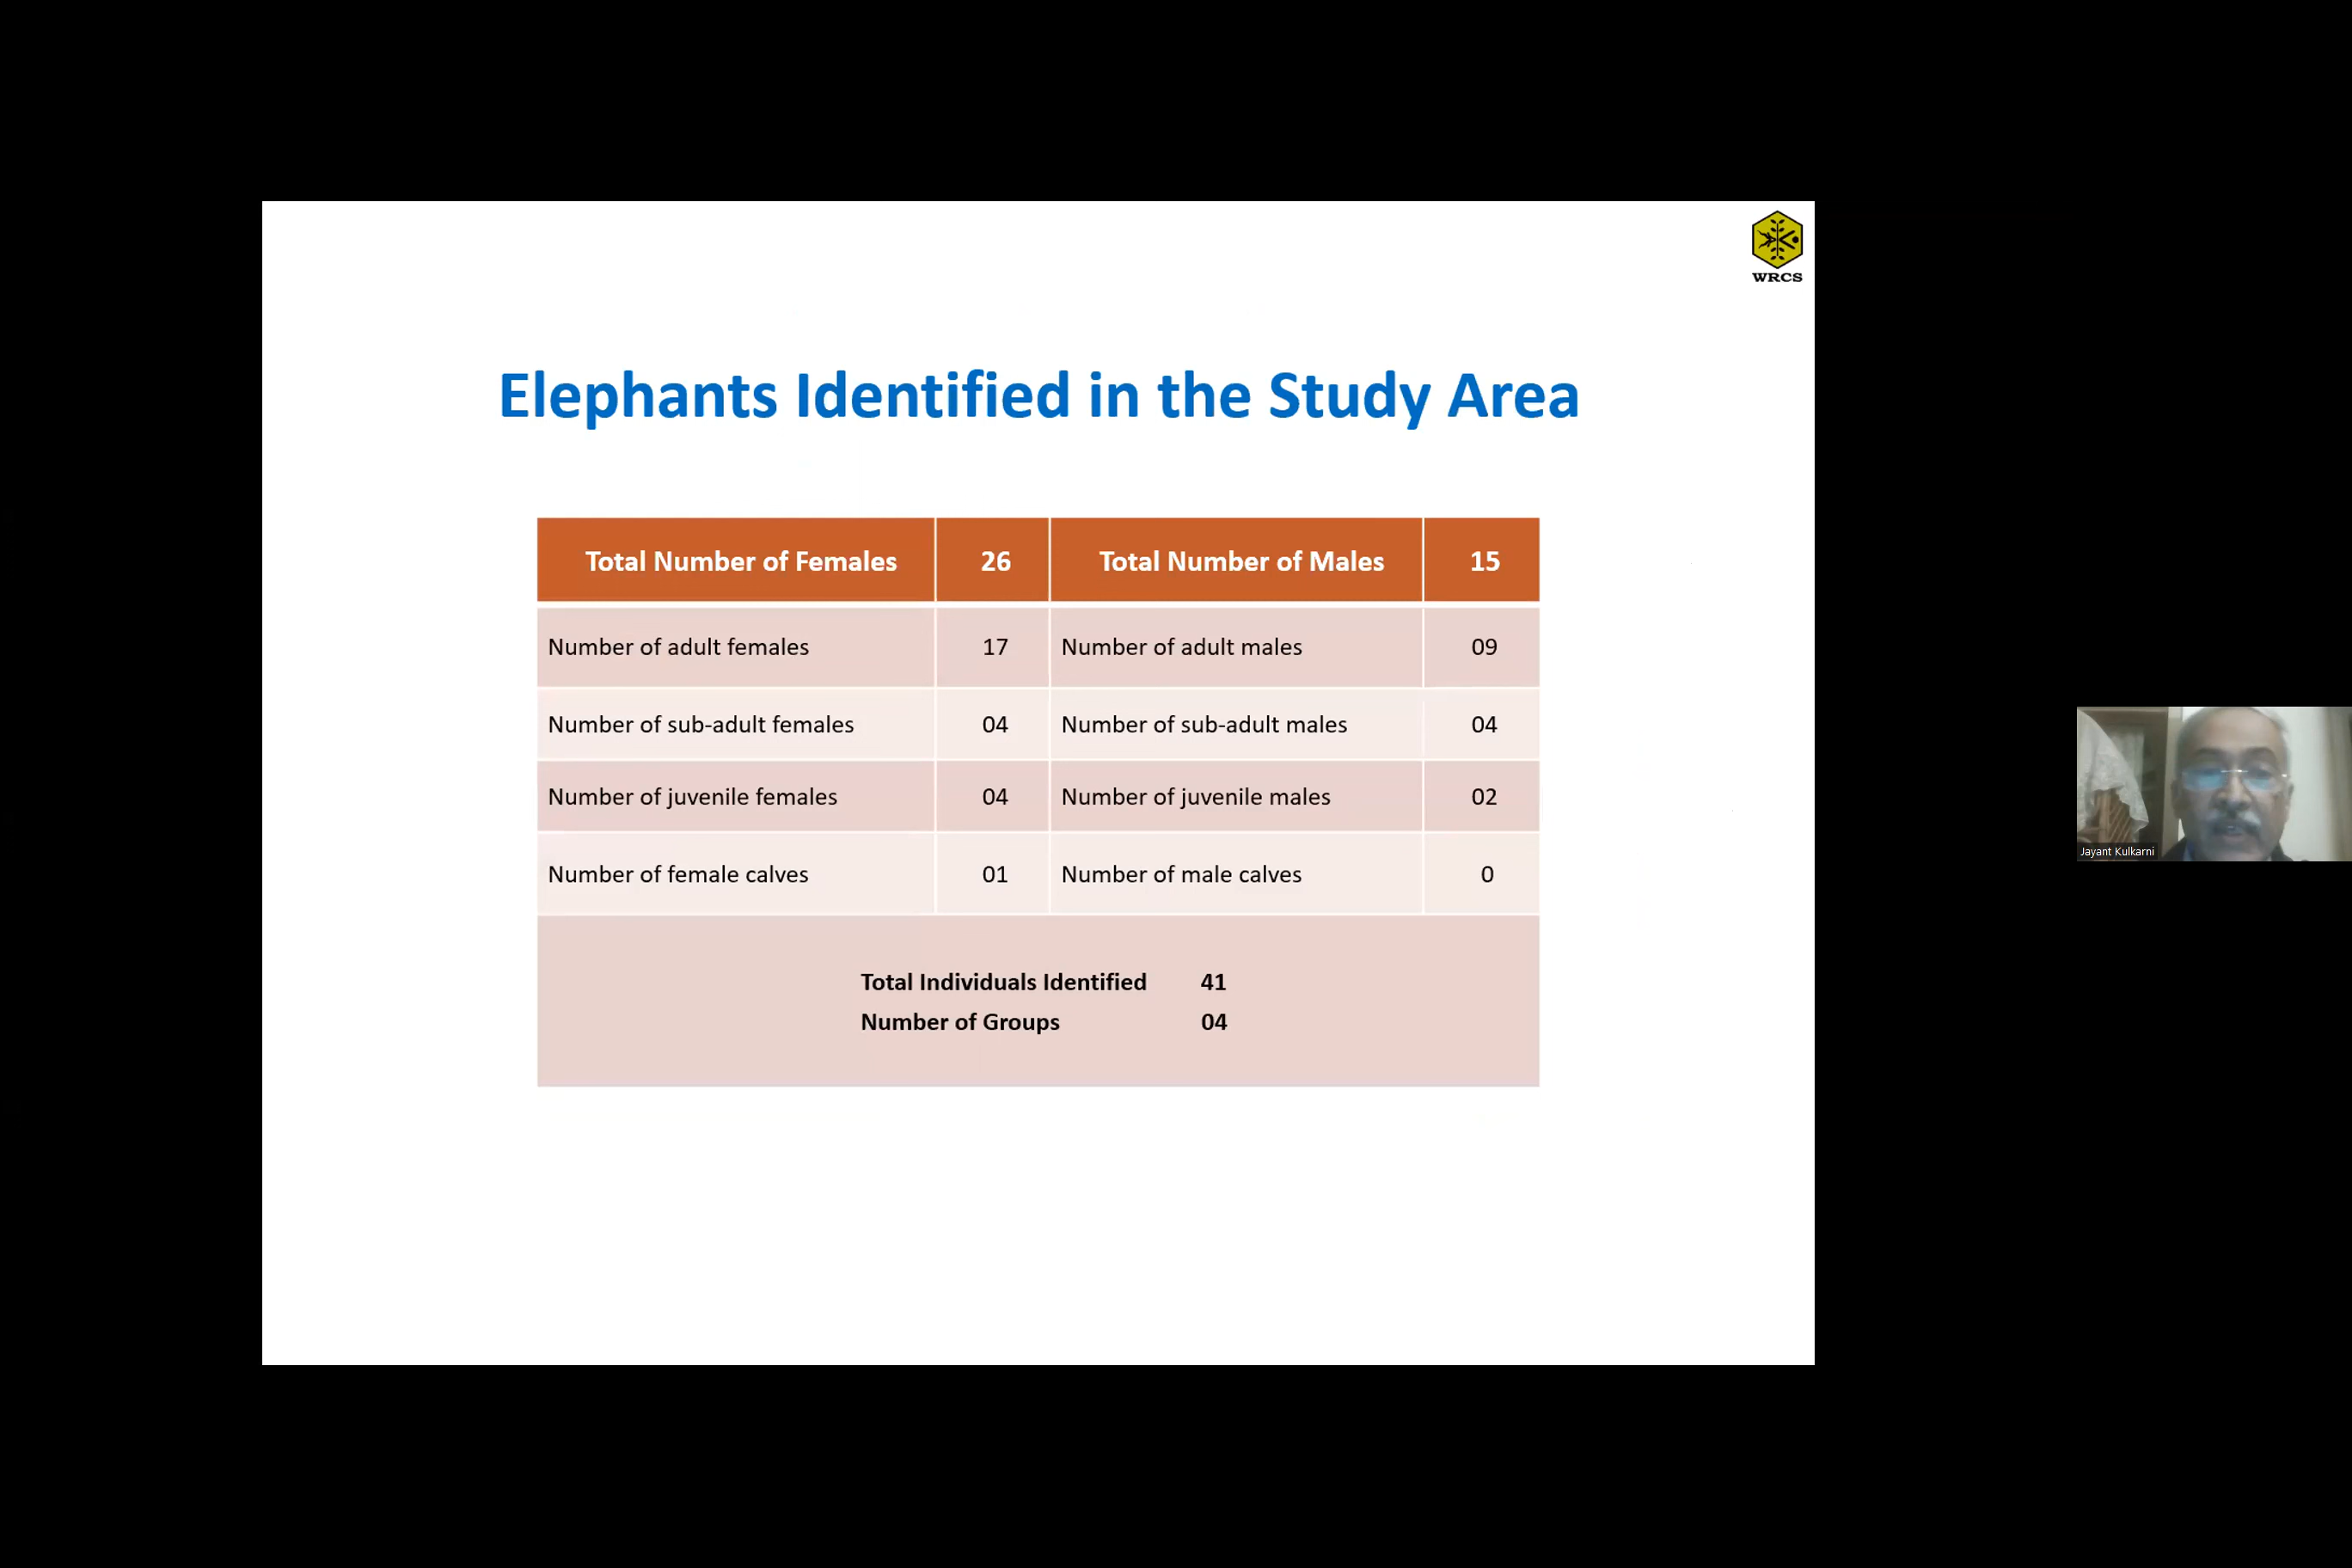 WRCS
Elephants Identified in the Study Area
Total Number of Females 26 Total Number of Males 15
Number of adult females 17 Number of adult males 09
Number of sub-adult females 04 Number of sub-adult males 04
Number of juvenile females 04 Number of juvenile males 02
Number of female calves 01 Number of male calves 0
Total Individuals Identified 41
Number of Groups 04
Jayant Kulkarni